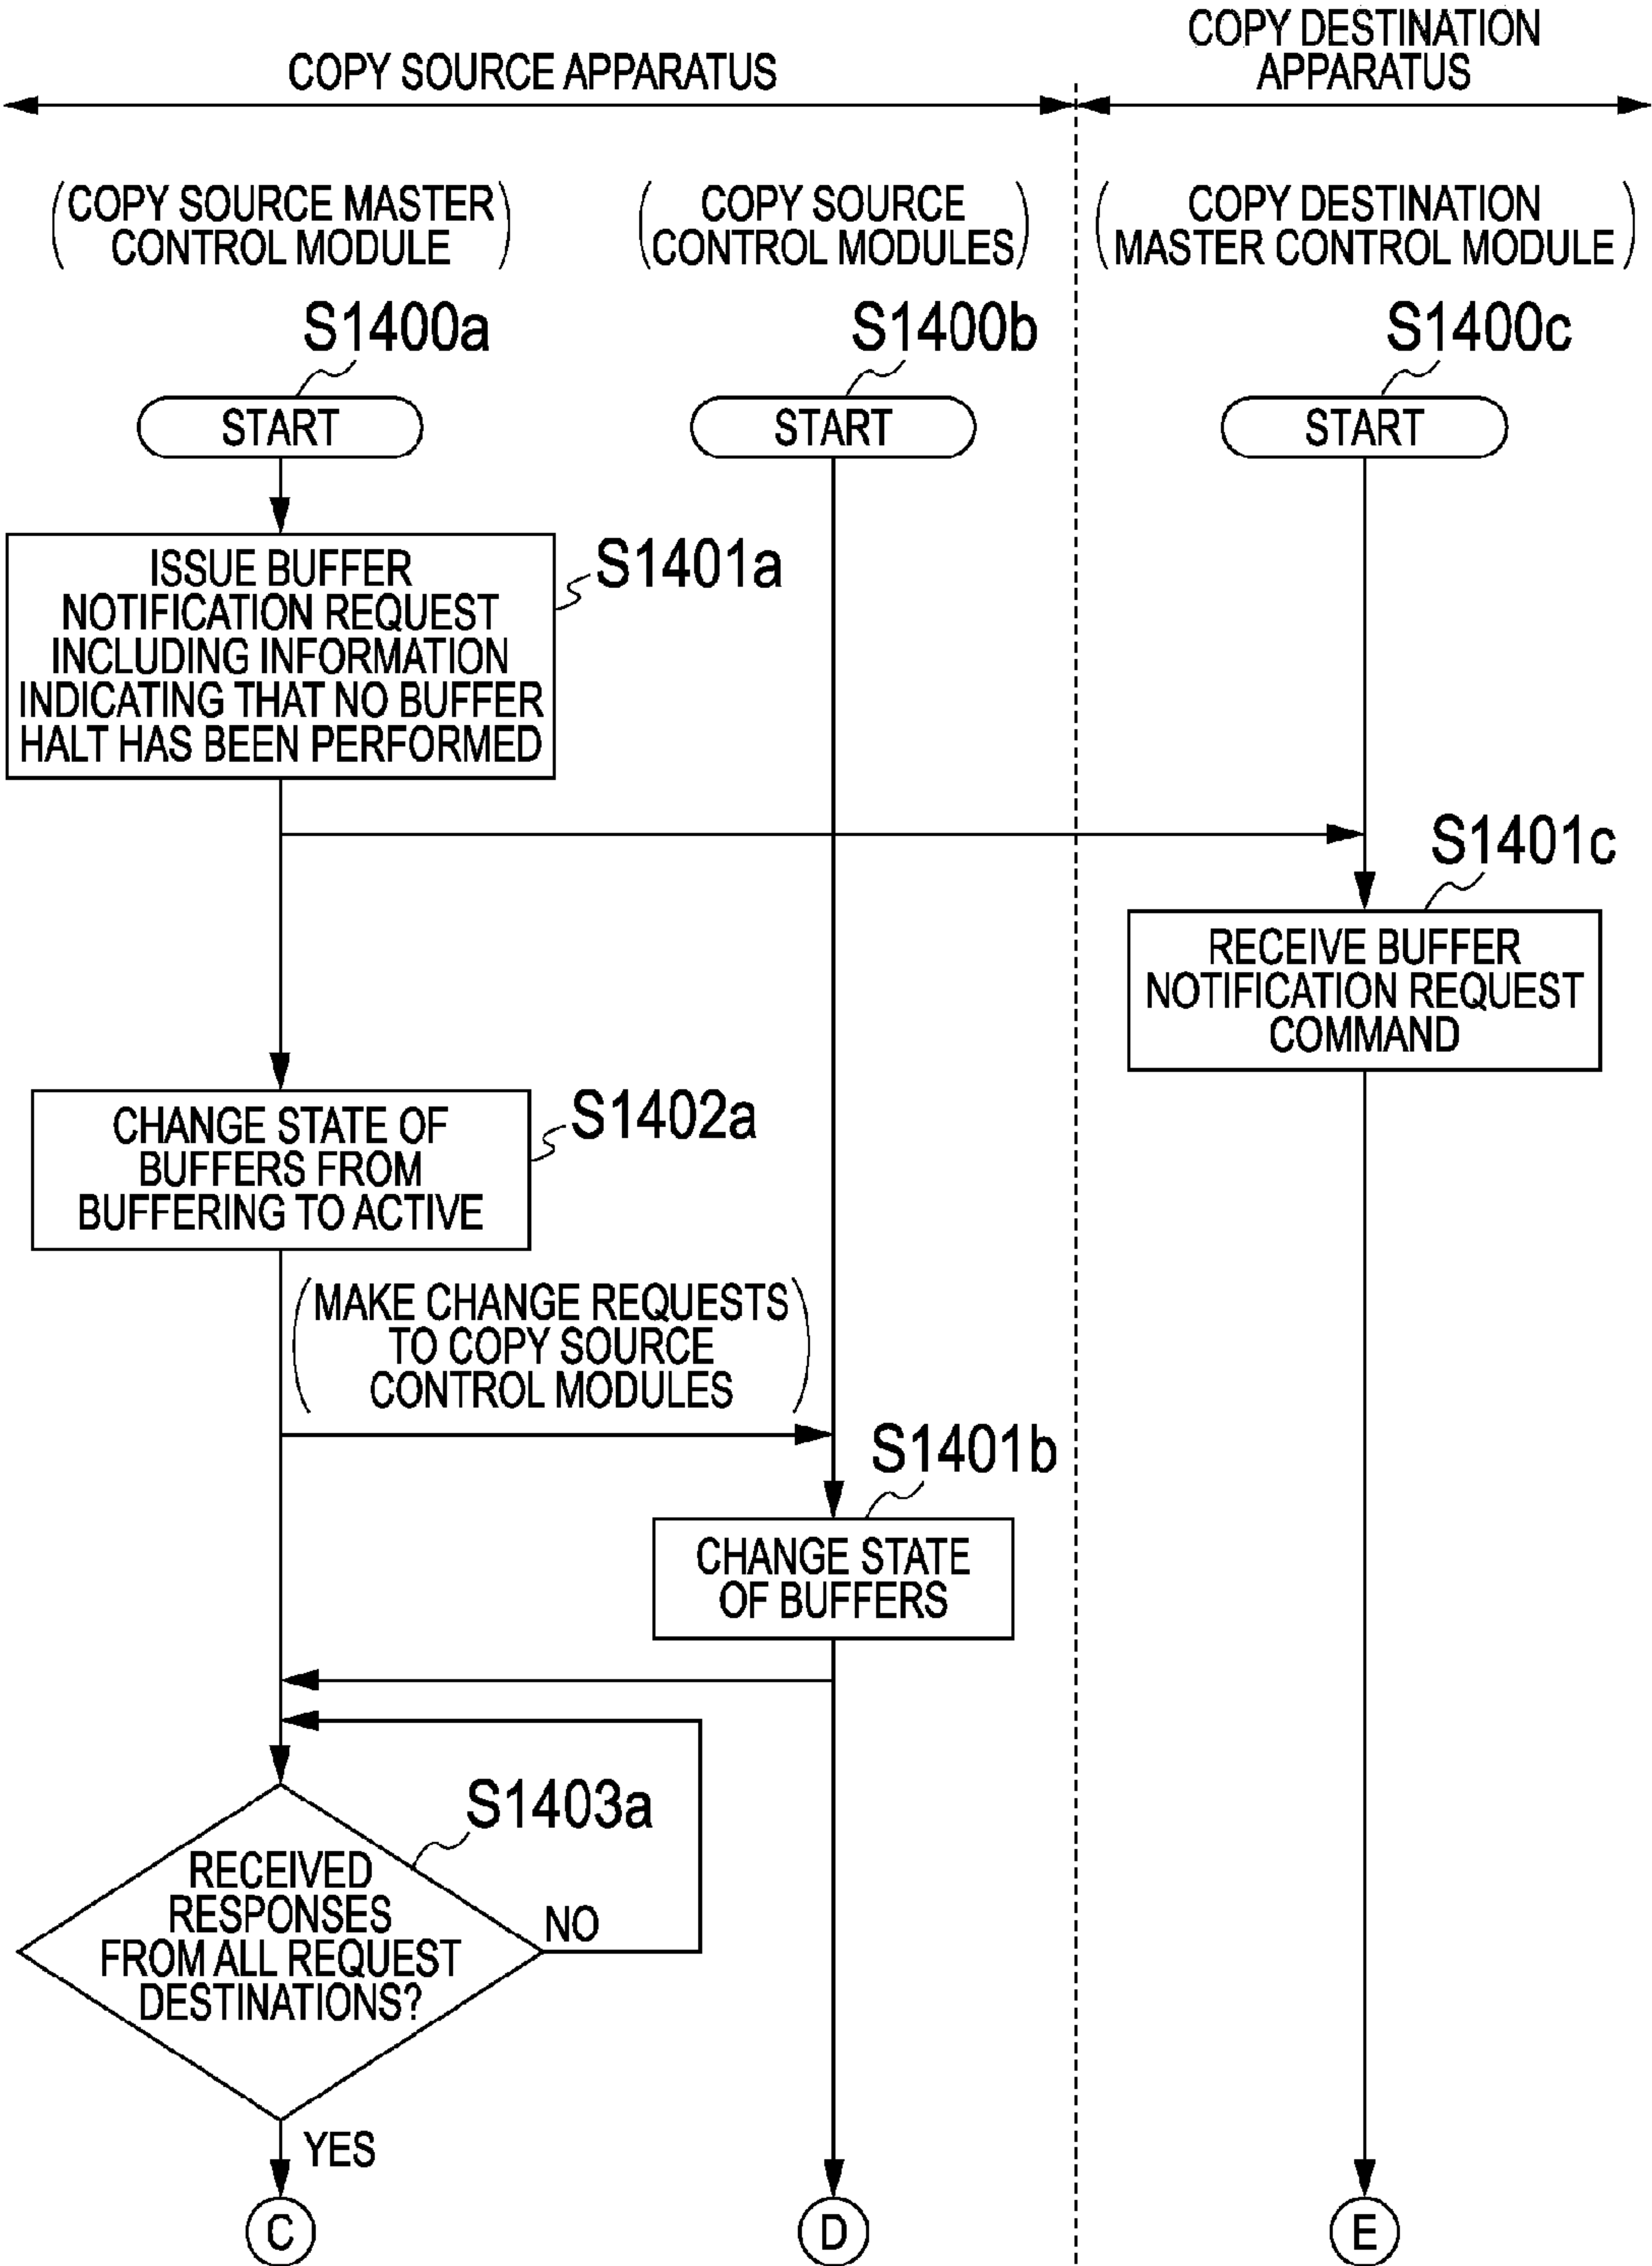 COPY SOURCE APPARATUS
COPY DESTINATION
APPARATUS
(COPY SOURCE MASTER
CONTROL MODULE)
(COPY SOURCE
CONTROL MODULES)
(COPY DESTINATION
MASTER CONTROL MODULE)
S1400a
S1400b
S1400c
START
START
START
ISSUE BUFFER
NOTIFICATION REQUEST
INCLUDING INFORMATION
INDICATING THAT NO BUFFER
HALT HAS BEEN PERFORMED
S1401a
S1401c
RECEIVE BUFFER
NOTIFICATION REQUEST
COMMAND
CHANGE STATE OF
BUFFERS FROM
BUFFERING TO ACTIVE
S1402a
(MAKE CHANGE REQUESTS
TO COPY SOURCE
CONTROL MODULES)
S1401b
CHANGE STATE
OF BUFFERS
S1403a
RECEIVED
RESPONSES
FROM ALL REQUEST
DESTINATIONS?
NO
YES
C
D
E